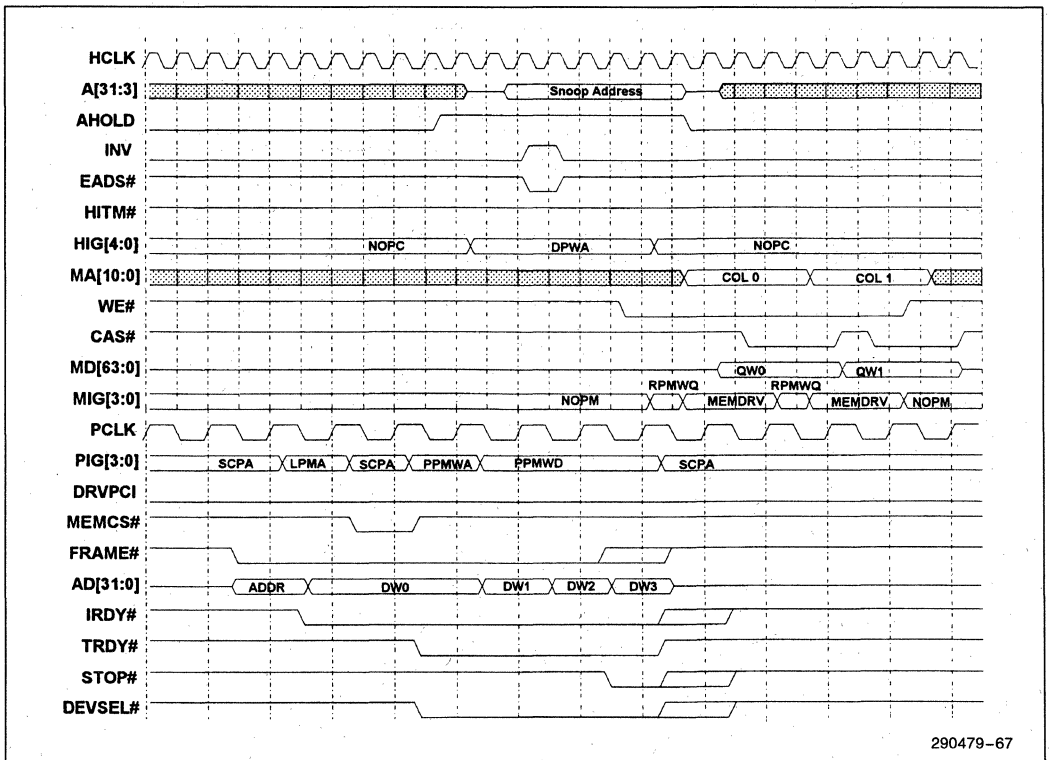 HCLK
A[31:3] Snoop Address
AHOLD
INV
EADS#
HITM#
HIG[4:0] NOPC DPWA NOPC
MA[10:0] COL 0 COL 1
WE#
CAS#
MD[63:0] QW0 QW1
RPMWQ RPMWQ
MIG[3:0] NOPM MEMDRV MEMDRV NOPM
PCLK
PIG[3:0] SCPA LPMA SCPA PPMWA PPMWD SCPA
DRVPCI
MEMCS#
FRAME#
AD[31:0] ADDR DW0 DW1 DW2 DW3
IRDY#
TRDY#
STOP#
DEVSEL#
290479-67